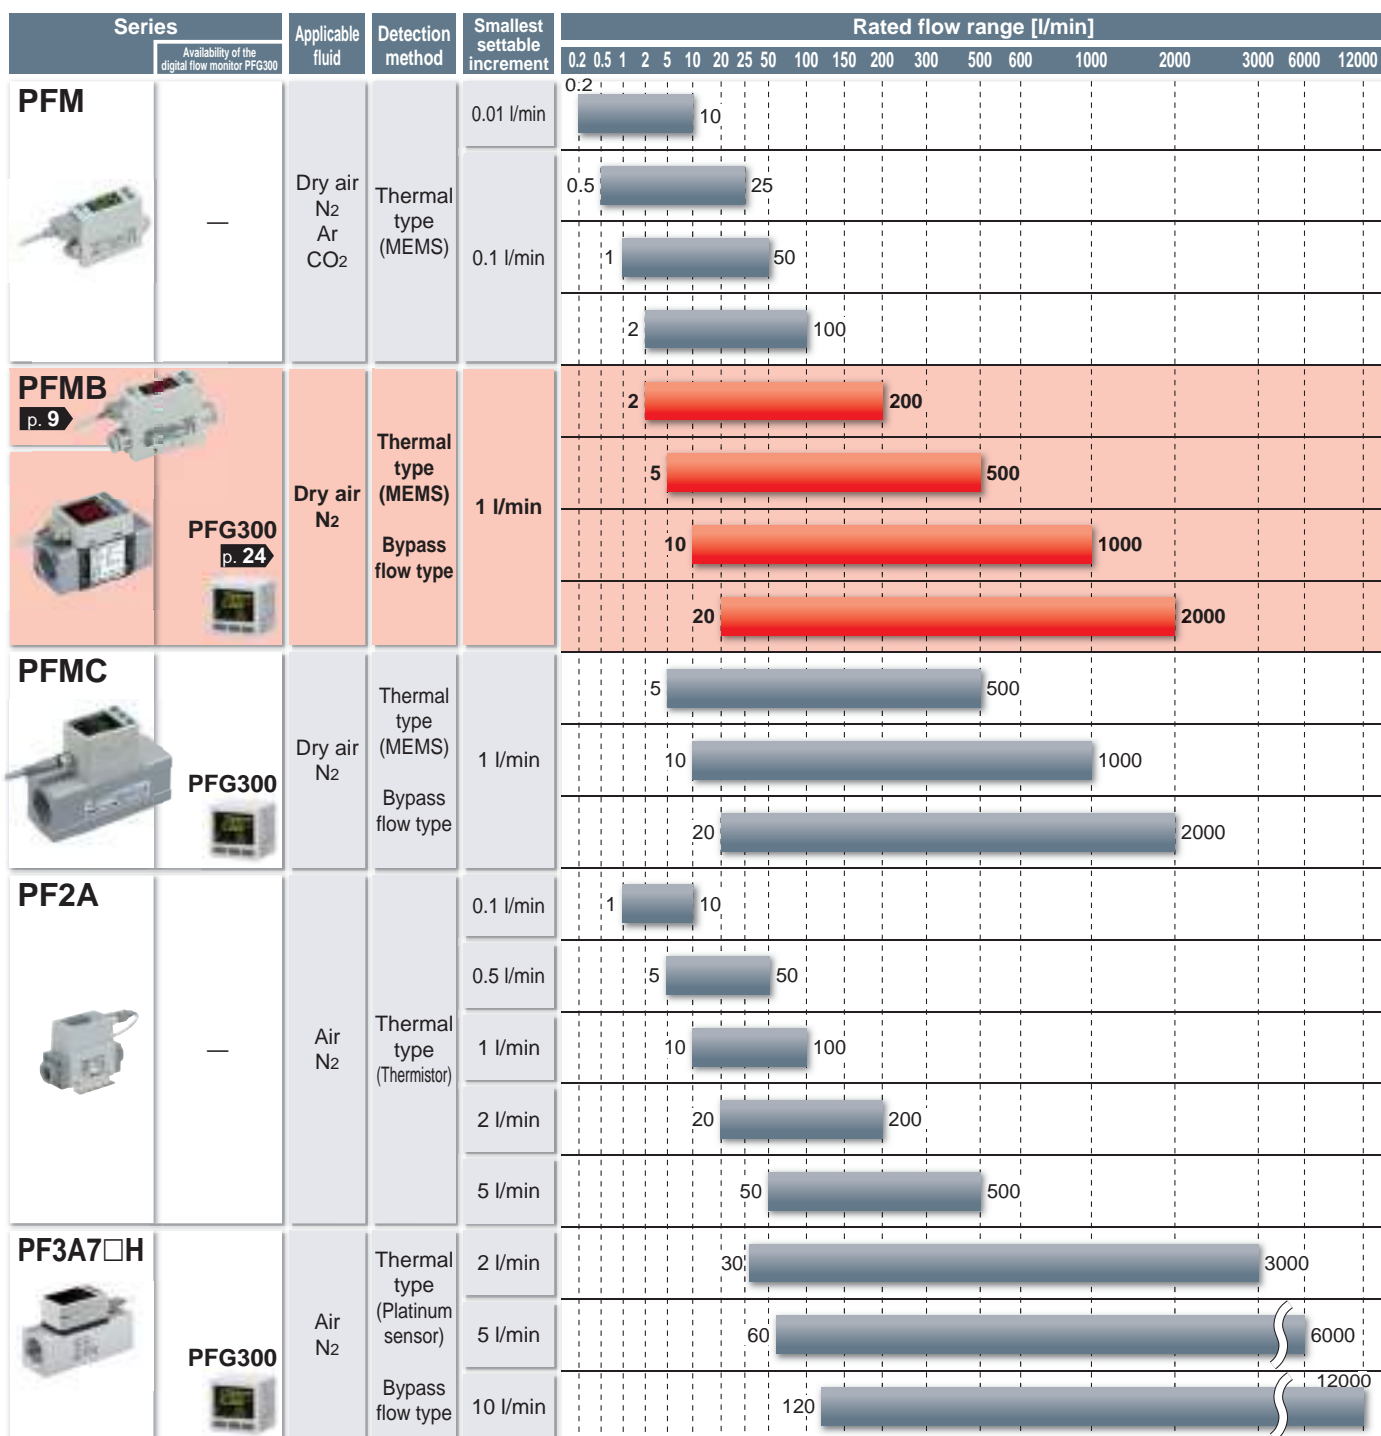 Series
Availability of the
digital flow monitor PFG300
Applicable
fluid
Detection
method
Smallest
settable
increment
Rated flow range [l/min]
0.2 0.5 1 2 5 10 20 25 50 100 150 200 300 500 600 1000 2000 3000 6000 12000
PFM
—
Dry air
N2
Ar
CO2
Thermal
type
(MEMS)
0.01 l/min
0.2
10
0.1 l/min
0.5 25
1 50
2 100
PFMB
p. 9
PFG300
p. 24
Dry air
N2
Thermal
type
(MEMS)
Bypass
flow type
1 l/min
2 200
5 500
10 1000
20 2000
PFMC
PFG300
Dry air
N2
Thermal
type
(MEMS)
Bypass
flow type
1 l/min
5 500
10 1000
20 2000
PF2A
—
Air
N2
Thermal
type
(Thermistor)
0.1 l/min
1 10
0.5 l/min
5 50
1 l/min
10 100
2 l/min
20 200
5 l/min
50 500
PF3A7□H
PFG300
Air
N2
Thermal
type
(Platinum
sensor)
Bypass
flow type
2 l/min
30 3000
5 l/min
60 6000
10 l/min
120 12000